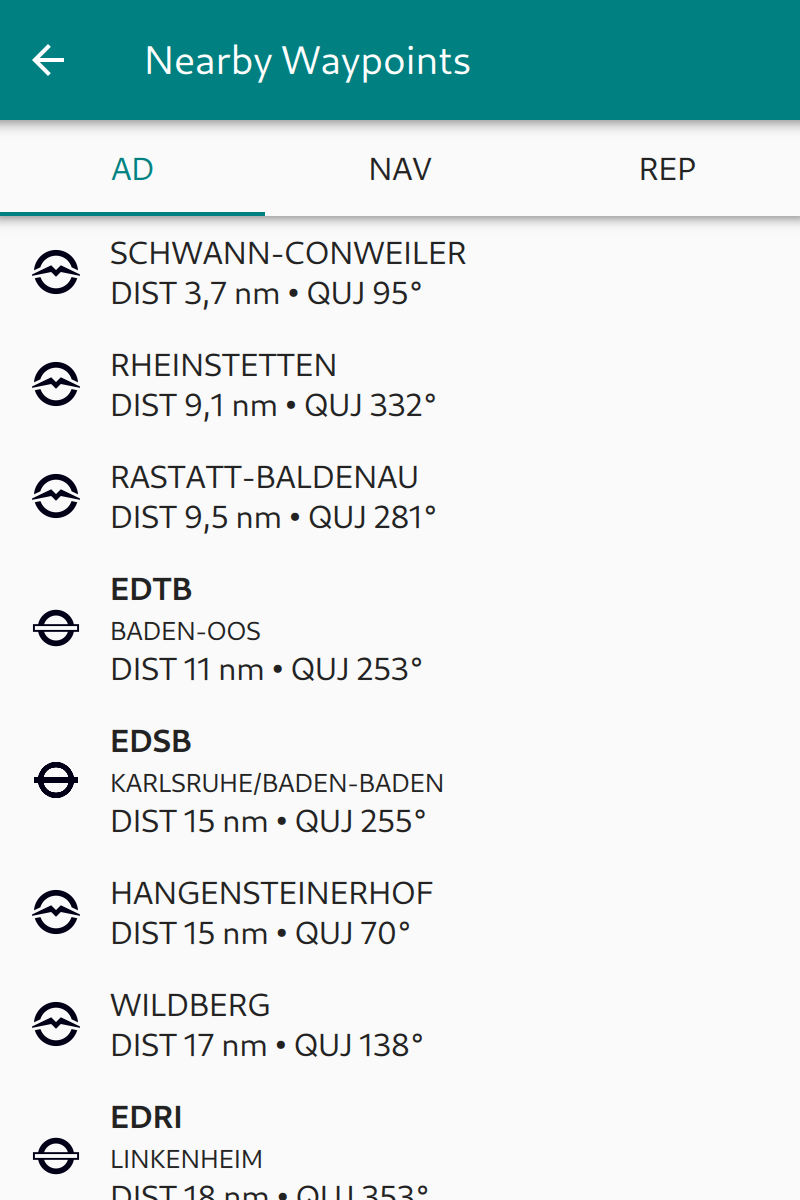 Nearby Waypoints
AD NAV REP
SCHWANN-CONWEILER
DIST 3,7 nm • QUJ 95°
RHEINSTETTEN
DIST 9,1 nm • QUJ 332°
RASTATT-BALDENAU
DIST 9,5 nm • QUJ 281°
EDTB
BADEN-OOS
DIST 11 nm • QUJ 253°
EDSB
KARLSRUHE/BADEN-BADEN
DIST 15 nm • QUJ 255°
HANGENSTEINERHOF
DIST 15 nm • QUJ 70°
WILDBERG
DIST 17 nm • QUJ 138°
EDRI
LINKENHEIM
DIST 18 nm • QUJ 353°